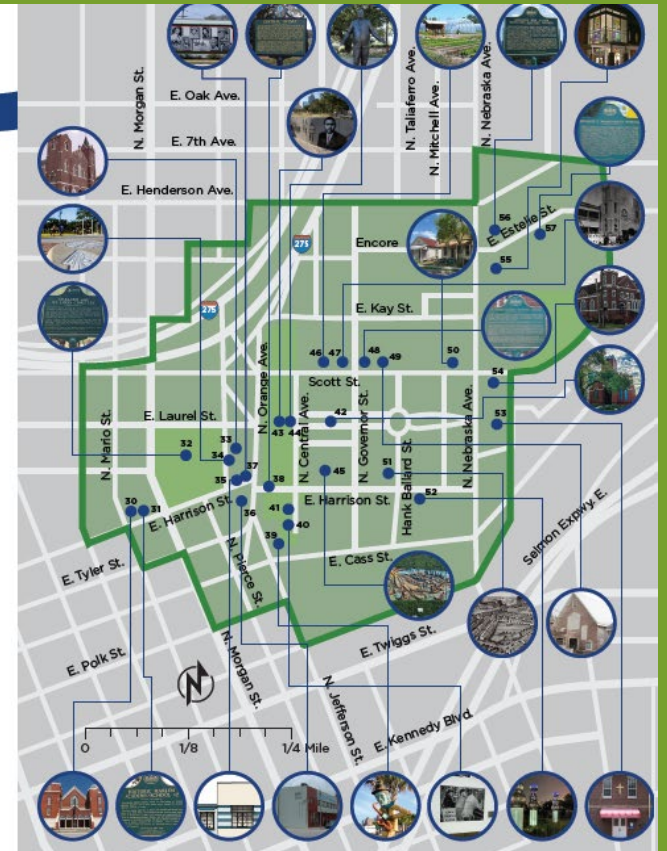 E. Oak Ave.
E. 7th Ave.
E. Henderson Ave.
N. Morgan St.
N. Taliaferro Ave.
N. Mitchell Ave.
N. Nebraska Ave.
275
Encore
E. Estelle St.
56
57
55
275
E. Kay St.
46
47
48
49
50
Scott St.
54
N. Orange Ave.
N. Mario St.
E. Laurel St.
43
44
42
N. Central Ave.
N. Governor St.
N. Nebraska Ave.
53
32
33
34
37
35
38
45
51
Hank Ballard St.
52
30
31
E. Harrison St.
36
41
40
E. Harrison St.
39
E. Cass St.
Selmon Expwy. E.
E. Tyler St.
N. Pierce St.
E. Twiggs St.
E. Polk St.
N
N. Morgan St.
N. Jefferson St.
E. Kennedy Blvd.
0
1/8
1/4 Mile